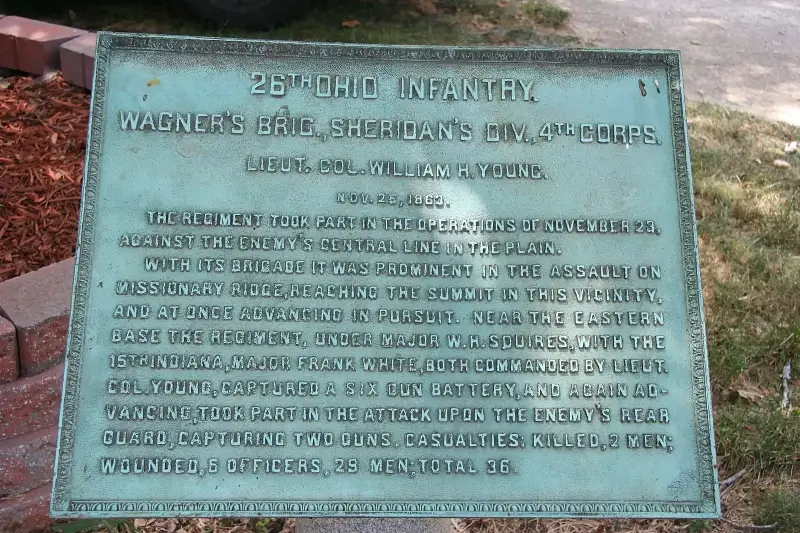 26TH OHIO INFANTRY.
WAGNER'S BRIG., SHERIDAN'S DIV., 4TH CORPS.
LIEUT. COL. WILLIAM H. YOUNG.
NOV. 25, 1863.
THE REGIMENT TOOK PART IN THE OPERATIONS OF NOVEMBER 23,
AGAINST THE ENEMY'S CENTRAL LINE IN THE PLAIN.
WITH ITS BRIGADE IT WAS PROMINENT IN THE ASSAULT ON
MISSIONARY RIDGE, REACHING THE SUMMIT IN THIS VICINITY,
AND AT ONCE ADVANCING IN PURSUIT. NEAR THE EASTERN
BASE THE REGIMENT, UNDER MAJOR W. H. SQUIRES, WITH THE
15TH INDIANA, MAJOR FRANK WHITE, BOTH COMMANDED BY LIEUT.
COL. YOUNG, CAPTURED A SIX GUN BATTERY, AND AGAIN AD-
VANCING, TOOK PART IN THE ATTACK UPON THE ENEMY'S REAR
GUARD, CAPTURING TWO GUNS. CASUALTIES: KILLED, 2 MEN;
WOUNDED, 5 OFFICERS, 29 MEN; TOTAL 36.